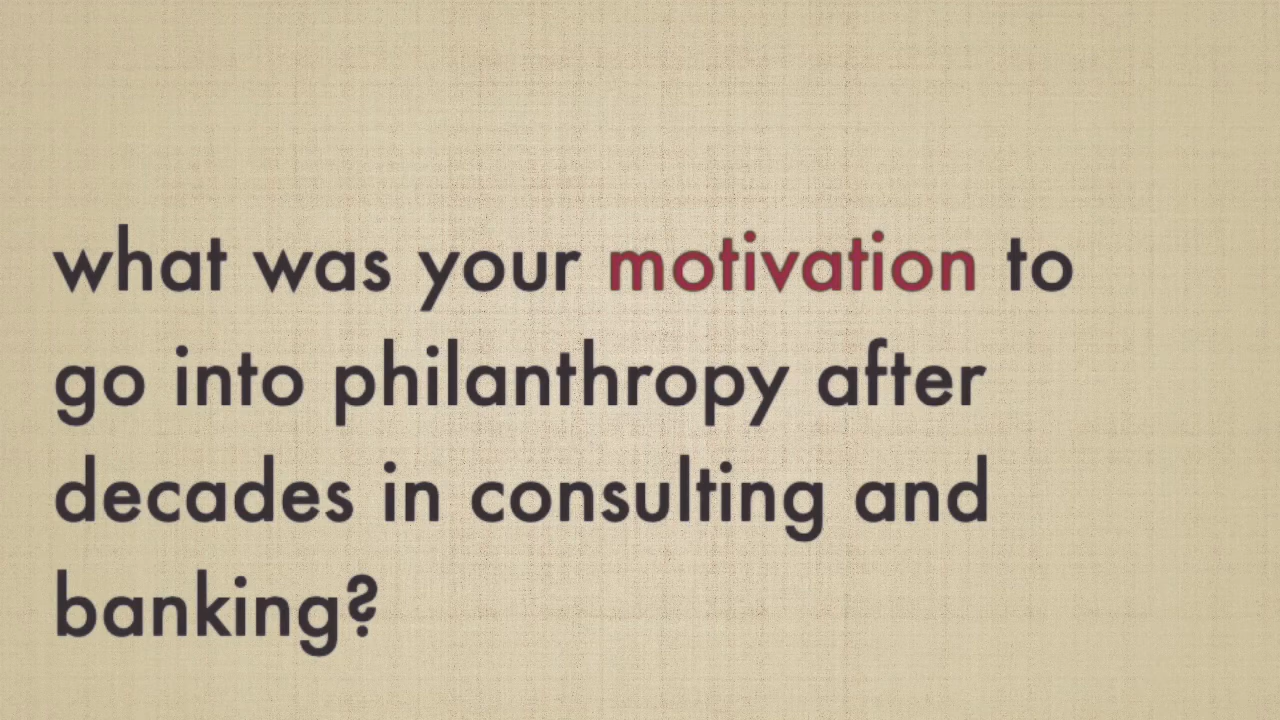 what was your motivation to
go into philanthropy after
decades in consulting and
banking?